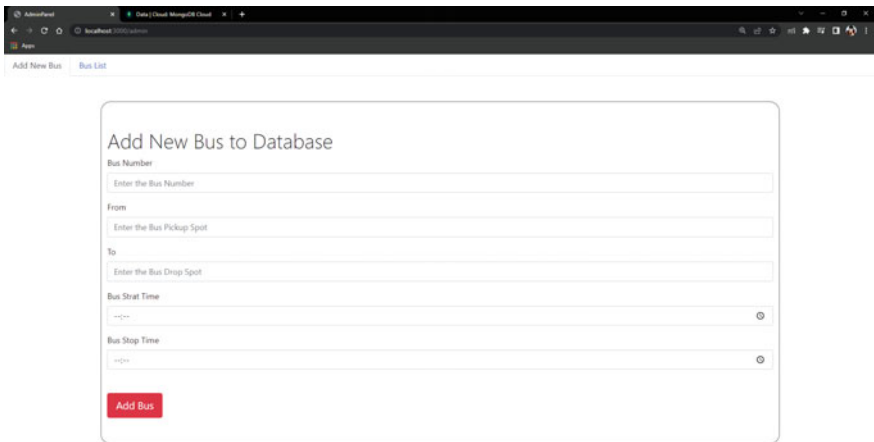 AdminPanel
Data | Cloud: MongoDB Cloud
localhost:3000/admin
Apps
Add New Bus
Bus List
Add New Bus to Database
Bus Number
Enter the Bus Number
From
Enter the Bus Pickup Spot
To
Enter the Bus Drop Spot
Bus Strat Time
--:--
Bus Stop Time
--:--
Add Bus